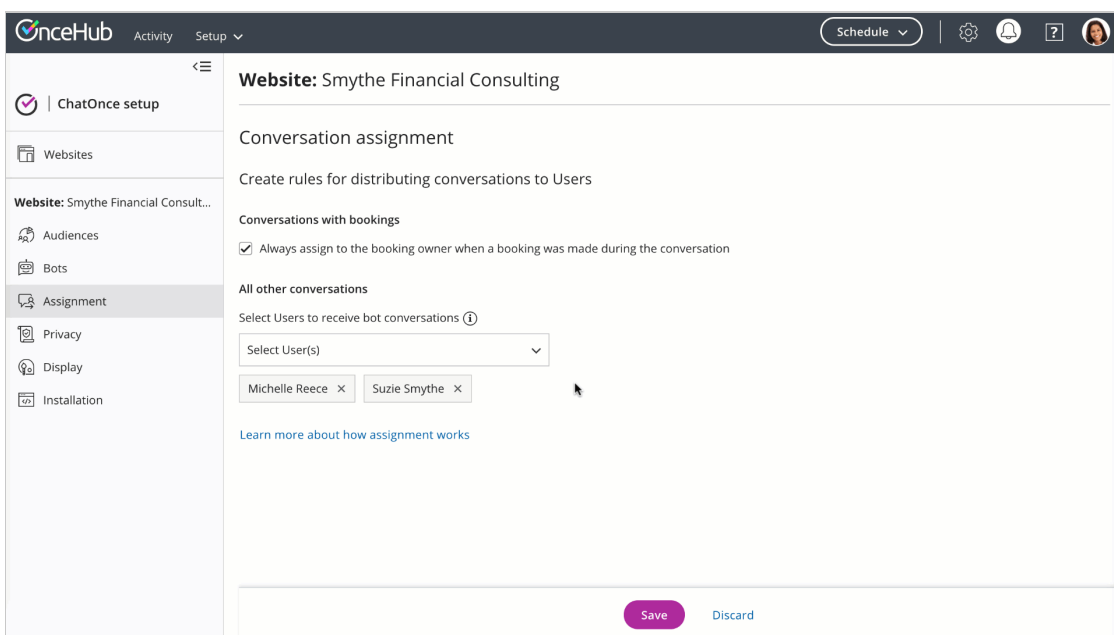 OnceHub Activity Setup Schedule ?
ChatOnce setup
Websites
Website: Smythe Financial Consult...
Audiences
Bots
Assignment
Privacy
Display
Installation
Website: Smythe Financial Consulting
Conversation assignment
Create rules for distributing conversations to Users
Conversations with bookings
Always assign to the booking owner when a booking was made during the conversation
All other conversations
Select Users to receive bot conversations
Select User(s)
Michelle Reece × Suzie Smythe ×
Learn more about how assignment works
Save Discard